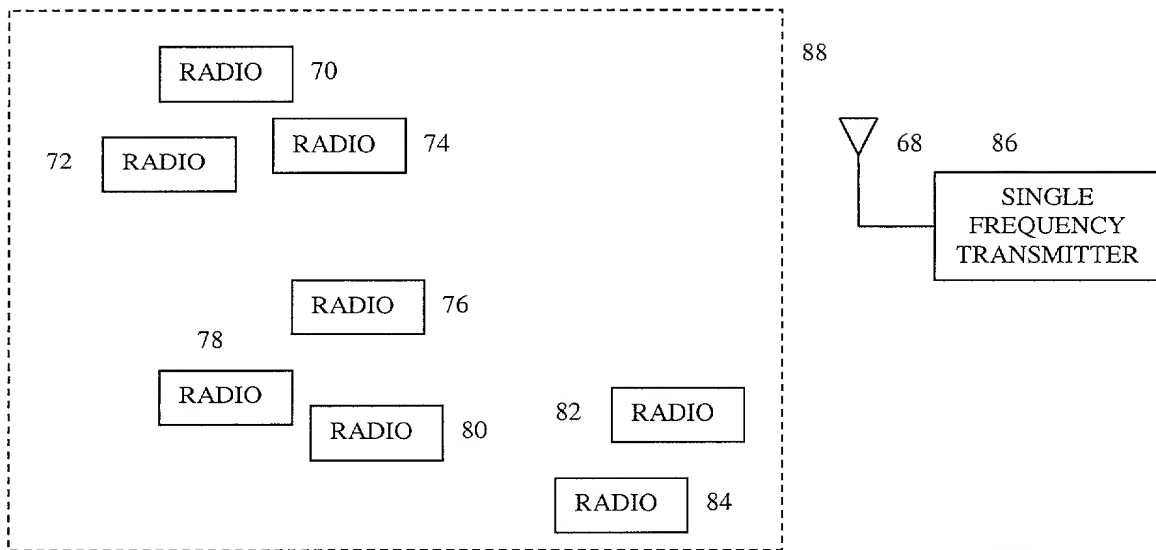 88
RADIO 70
68 86
RADIO 74
72 RADIO
SINGLE
FREQUENCY
TRANSMITTER
RADIO 76
78
RADIO
82 RADIO
RADIO 80
RADIO 84